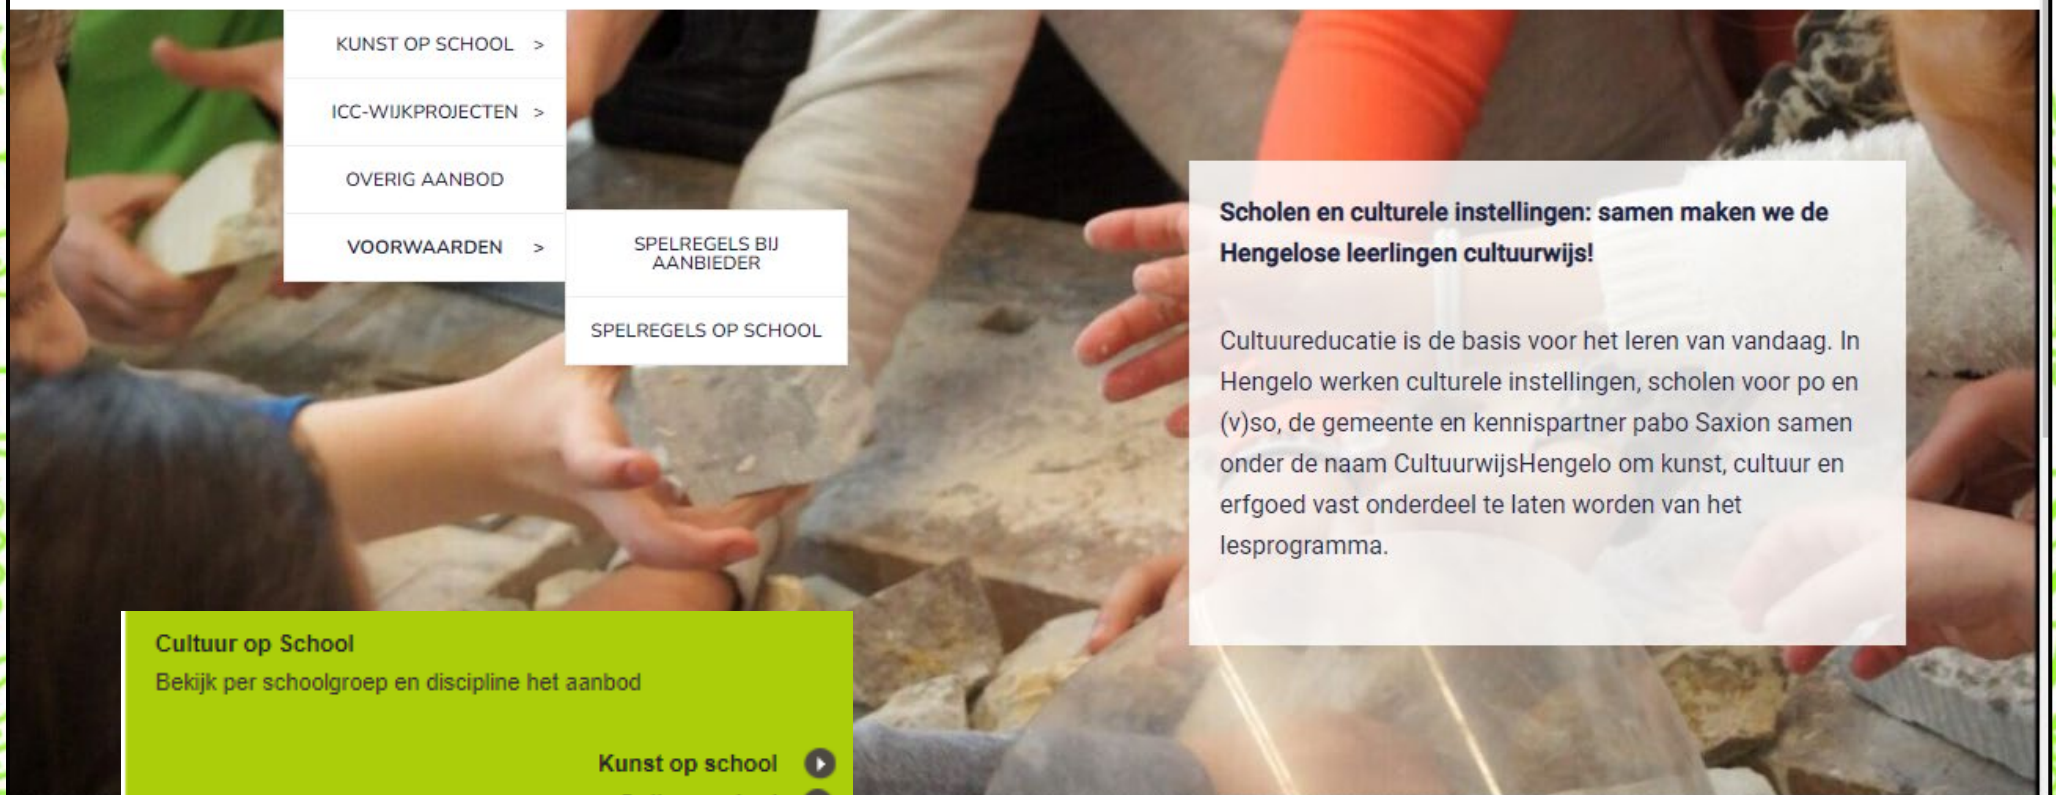 KUNST OP SCHOOL >
ICC-WIJKPROJECTEN >
OVERIG AANBOD
VOORWAARDEN >
SPELREGELS BIJ
AANBIEDER
SPELREGELS OP SCHOOL
Scholen en culturele instellingen: samen maken we de
Hengelose leerlingen cultuurwijs!
Cultuureducatie is de basis voor het leren van vandaag. In
Hengelo werken culturele instellingen, scholen voor po en
(v)so, de gemeente en kennispartner pabo Saxion samen
onder de naam CultuurwijsHengelo om kunst, cultuur en
erfgoed vast onderdeel te laten worden van het
lesprogramma.
Cultuur op School
Bekijk per schoolgroep en discipline het aanbod
Kunst op school